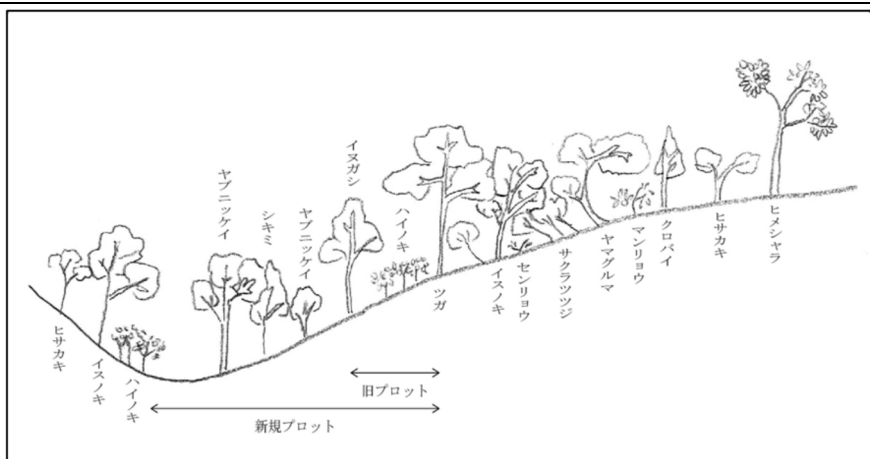 ヒサカキ
イスノキ
ハイノキ
ヤブニッケイ
シキミ
ヤブニッケイ
イヌガシ
ハイノキ
ツガ
イスノキ
センリョウ
サクラツツジ
ヤマグルマ
マンリョウ
クロバイ
ヒサカキ
ヒメシャラ
旧プロット
新規プロット